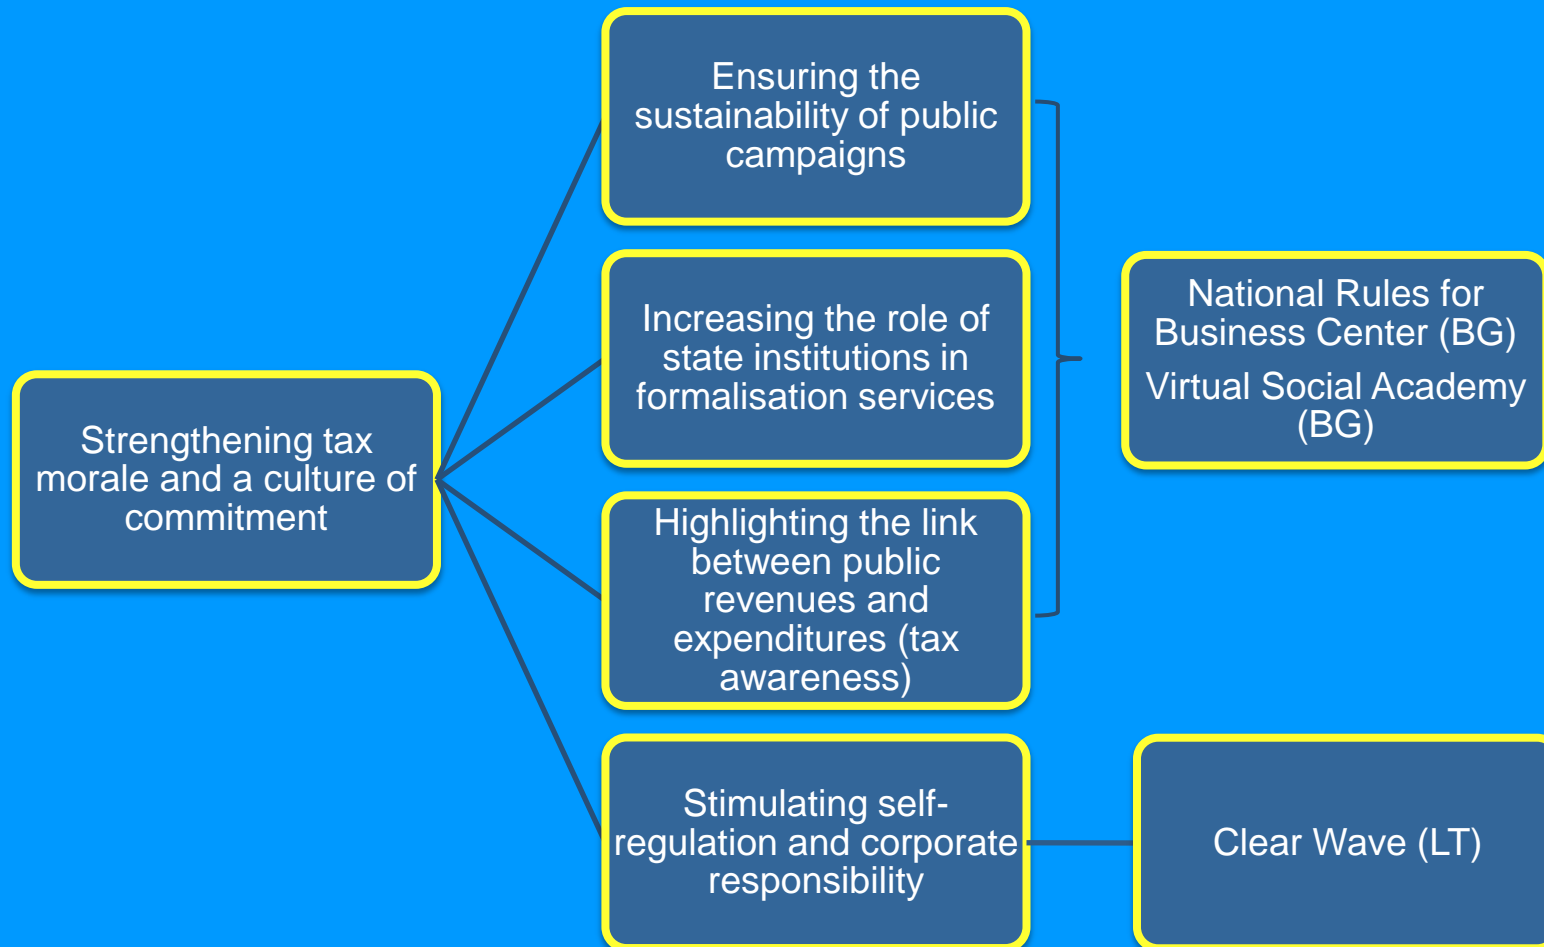 Strengthening tax
morale and a culture of
commitment
Ensuring the
sustainability of public
campaigns
Increasing the role of
state institutions in
formalisation services
Highlighting the link
between public
revenues and
expenditures (tax
awareness)
Stimulating self-
regulation and corporate
responsibility
National Rules for
Business Center (BG)
Virtual Social Academy
(BG)
Clear Wave (LT)